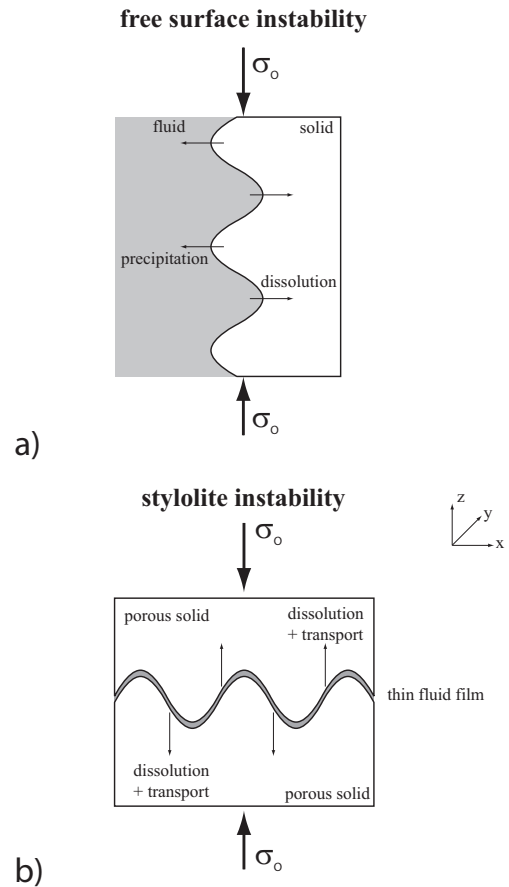 free surface instability
σo
fluid
solid
precipitation
dissolution
σo
a)
stylolite instability
σo
z
y
x
porous solid
dissolution
+ transport
thin fluid film
dissolution
+ transport
porous solid
σo
b)